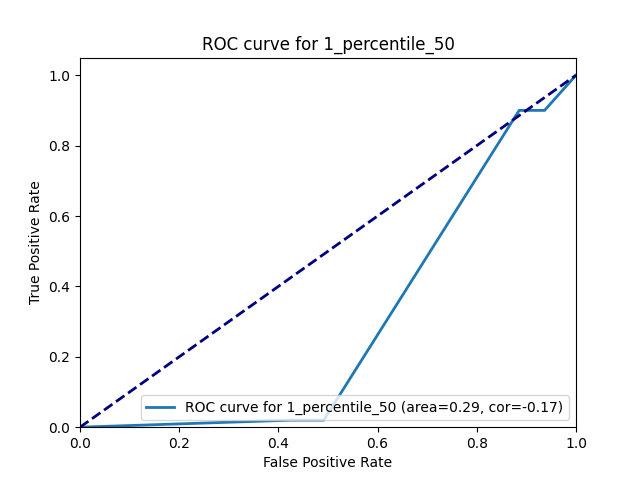 ROC curve for 1_percentile_50
True Positive Rate
1.0
0.8
0.6
0.4
0.2
0.0
ROC curve for 1_percentile_50 (area=0.29, cor=-0.17)
0.0 0.2 0.4 0.6 0.8 1.0
False Positive Rate